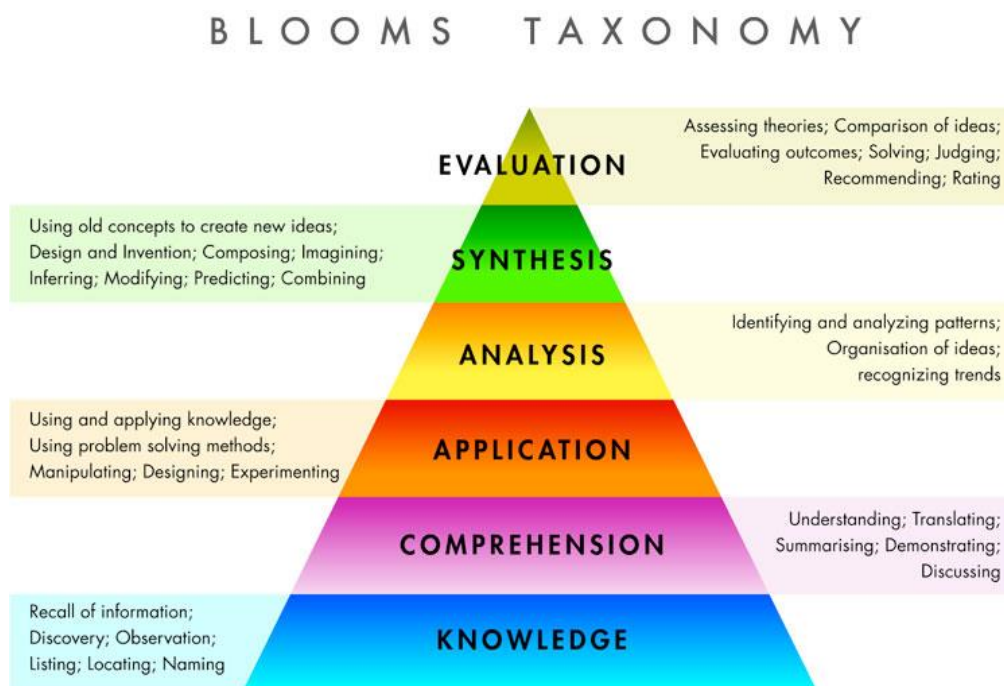 BLOOMS TAXONOMY
EVALUATION
Assessing theories; Comparison of ideas;
Evaluating outcomes; Solving; Judging;
Recommending; Rating
Using old concepts to create new ideas;
Design and Invention; Composing; Imagining;
Inferring; Modifying; Predicting; Combining
SYNTHESIS
ANALYSIS
Identifying and analyzing patterns;
Organisation of ideas;
recognizing trends
Using and applying knowledge;
Using problem solving methods;
Manipulating; Designing; Experimenting
APPLICATION
COMPREHENSION
Understanding; Translating;
Summarising; Demonstrating;
Discussing
Recall of information;
Discovery; Observation;
Listing; Locating; Naming
KNOWLEDGE